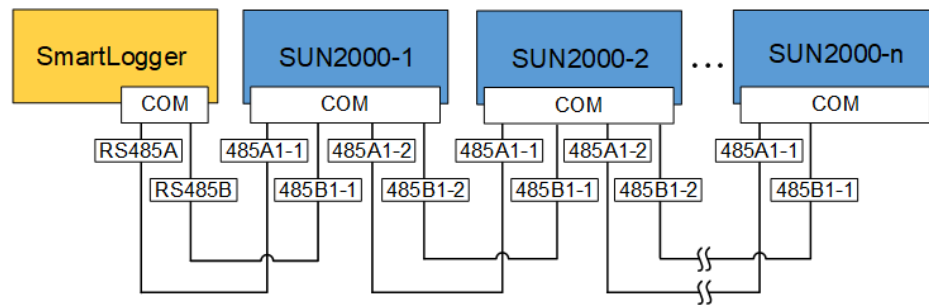 SmartLogger
SUN2000-1
SUN2000-2
...
SUN2000-n
COM
COM
COM
COM
RS485A
485A1-1
485A1-2
485A1-1
485A1-2
485A1-1
RS485B
485B1-1
485B1-2
485B1-1
485B1-2
485B1-1